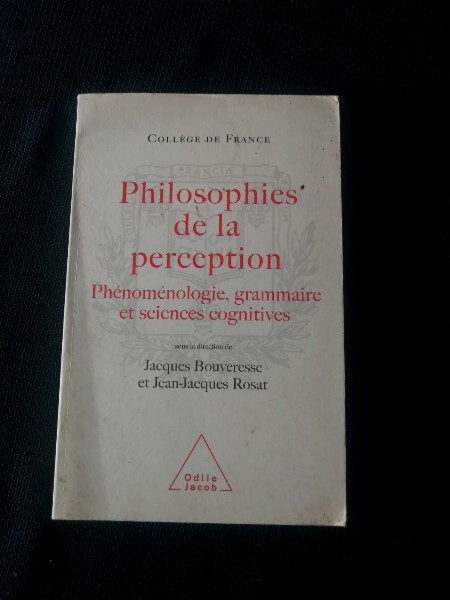 COLLÈGE DE FRANCE
Philosophies
de la
perception
Phénoménologie, grammaire
et sciences cognitives
sous la direction de
Jacques Bouveresse
et Jean-Jacques Rosat
Odile
Jacob